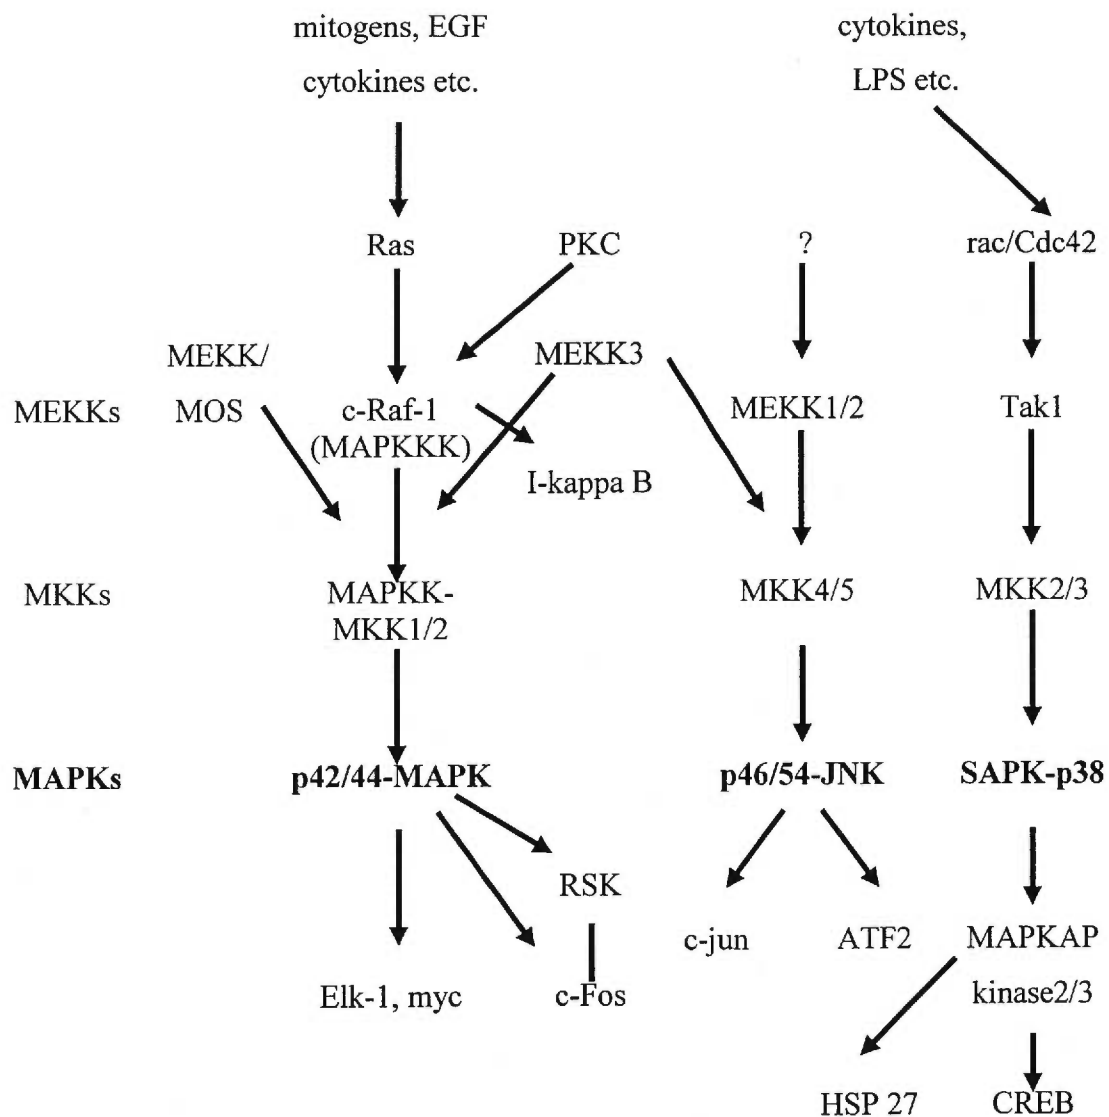 mitogens, EGF
cytokines etc.
cytokines,
LPS etc.
Ras
PKC
?
rac/Cdc42
MEKK/
MOS
MEKK3
MEKKs
c-Raf-1
(MAPKKK)
MEKK1/2
Tak1
I-kappa B
MKKs
MAPKK-
MKK1/2
MKK4/5
MKK2/3
MAPKs
p42/44-MAPK
p46/54-JNK
SAPK-p38
RSK
Elk-1, myc
c-Fos
c-jun
ATF2
MAPKAP
kinase2/3
HSP 27
CREB